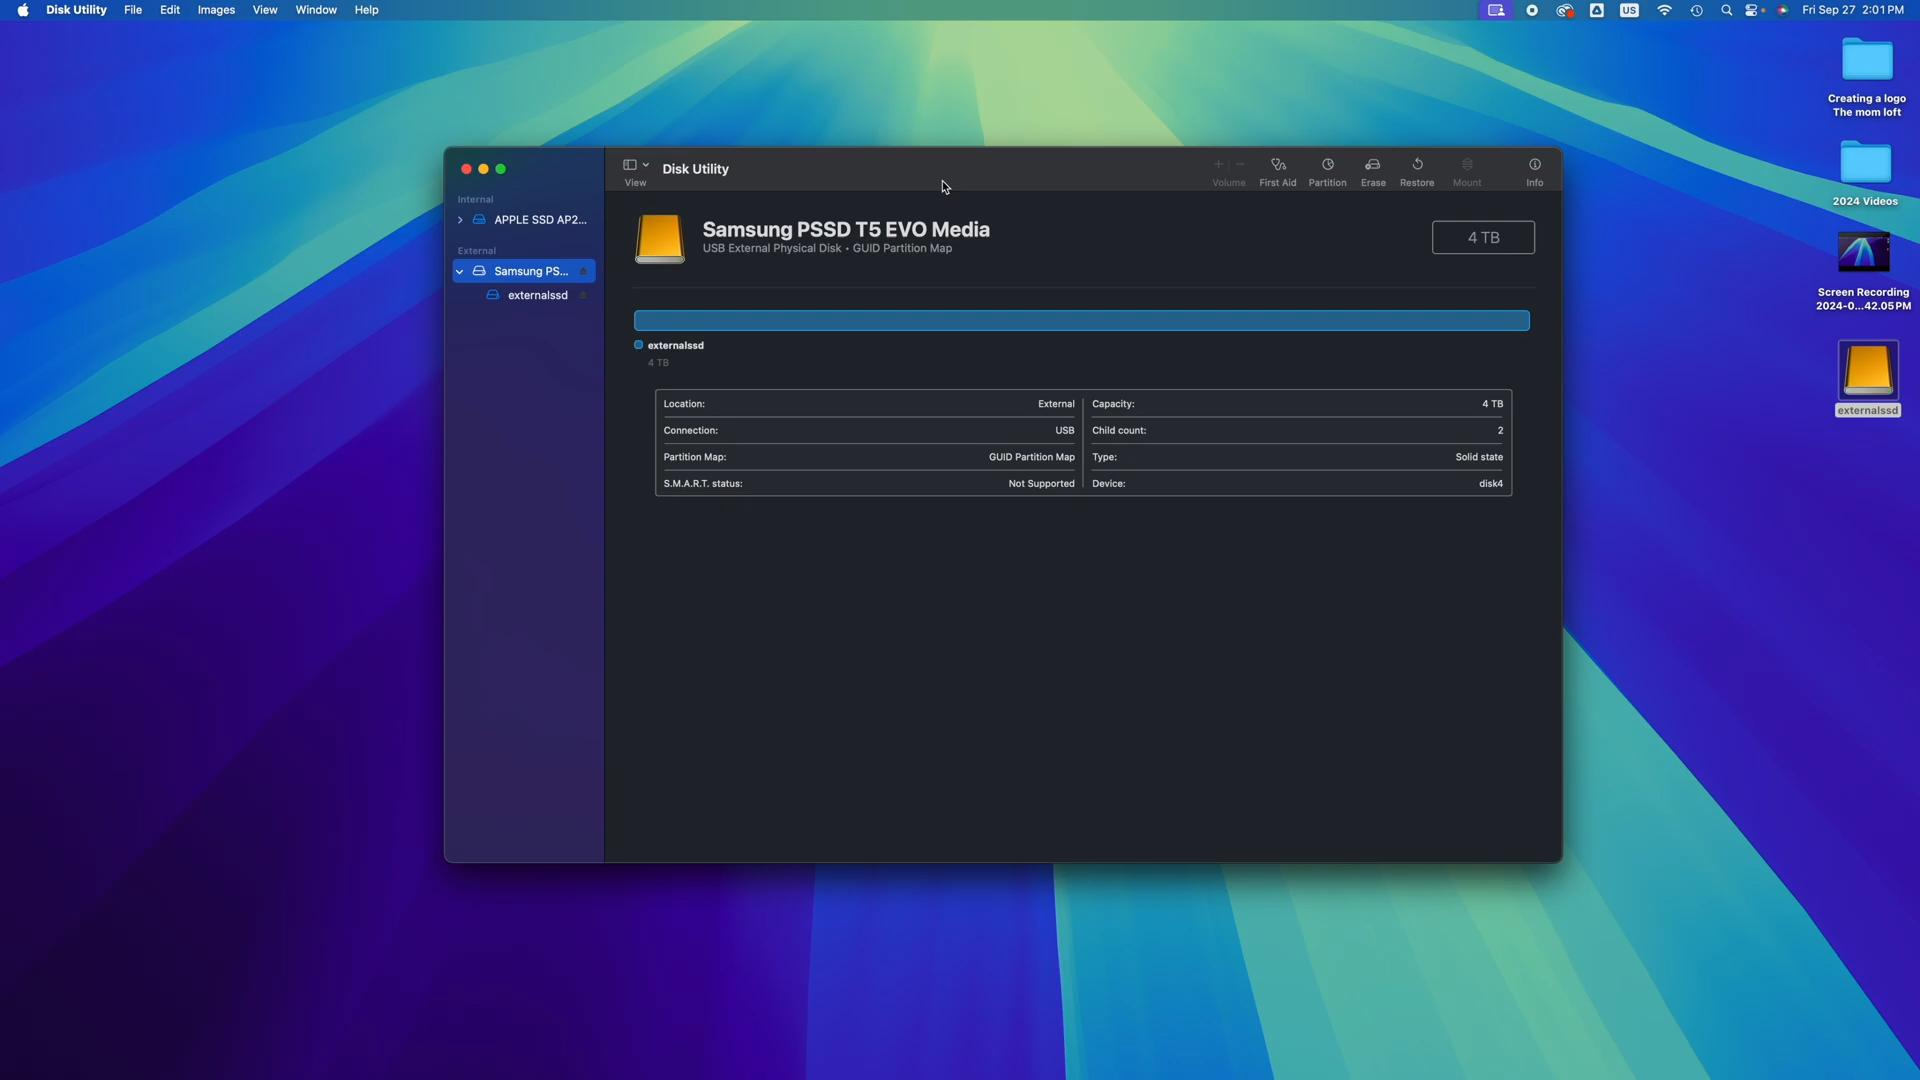 Disk Utility File Edit Images View Window Help
US Fri Sep 27 2:01 PM
Creating a logo
The mom loft
2024 Videos
Screen Recording
2024-0...42.05 PM
externalssd
Internal
APPLE SSD AP2...
External
Samsung PS...
externalssd
View
Disk Utility
Volume First Aid Partition Erase Restore Mount Info
Samsung PSSD T5 EVO Media
USB External Physical Disk • GUID Partition Map
4 TB
externalssd
4 TB
Location: External Capacity: 4 TB
Connection: USB Child count: 2
Partition Map: GUID Partition Map Type: Solid state
S.M.A.R.T. status: Not Supported Device: disk4